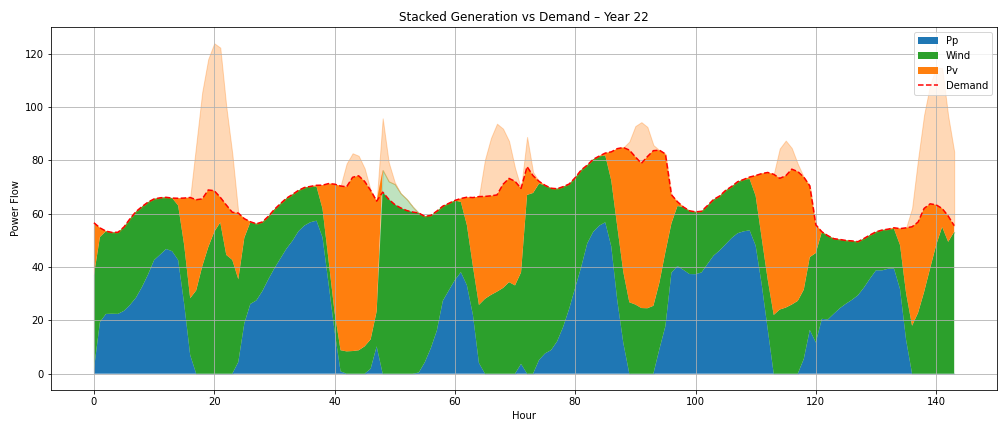 Stacked Generation vs Demand – Year 22
Power Flow
120
100
80
60
40
20
0
Pp
Wind
Pv
Demand
0 20 40 60 80 100 120 140
Hour